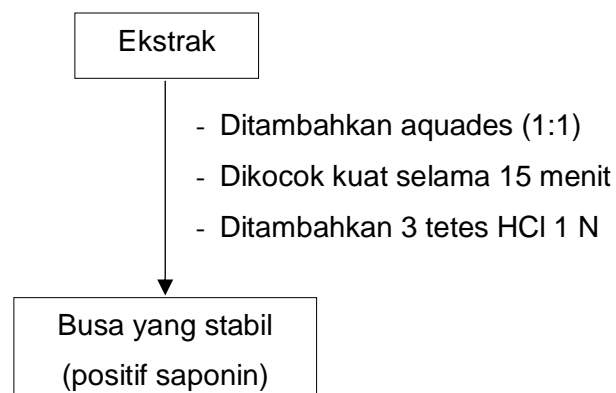 Ekstrak
- Ditambahkan aquades (1:1)
- Dikocok kuat selama 15 menit
- Ditambahkan 3 tetes HCl 1 N
Busa yang stabil
(positif saponin)